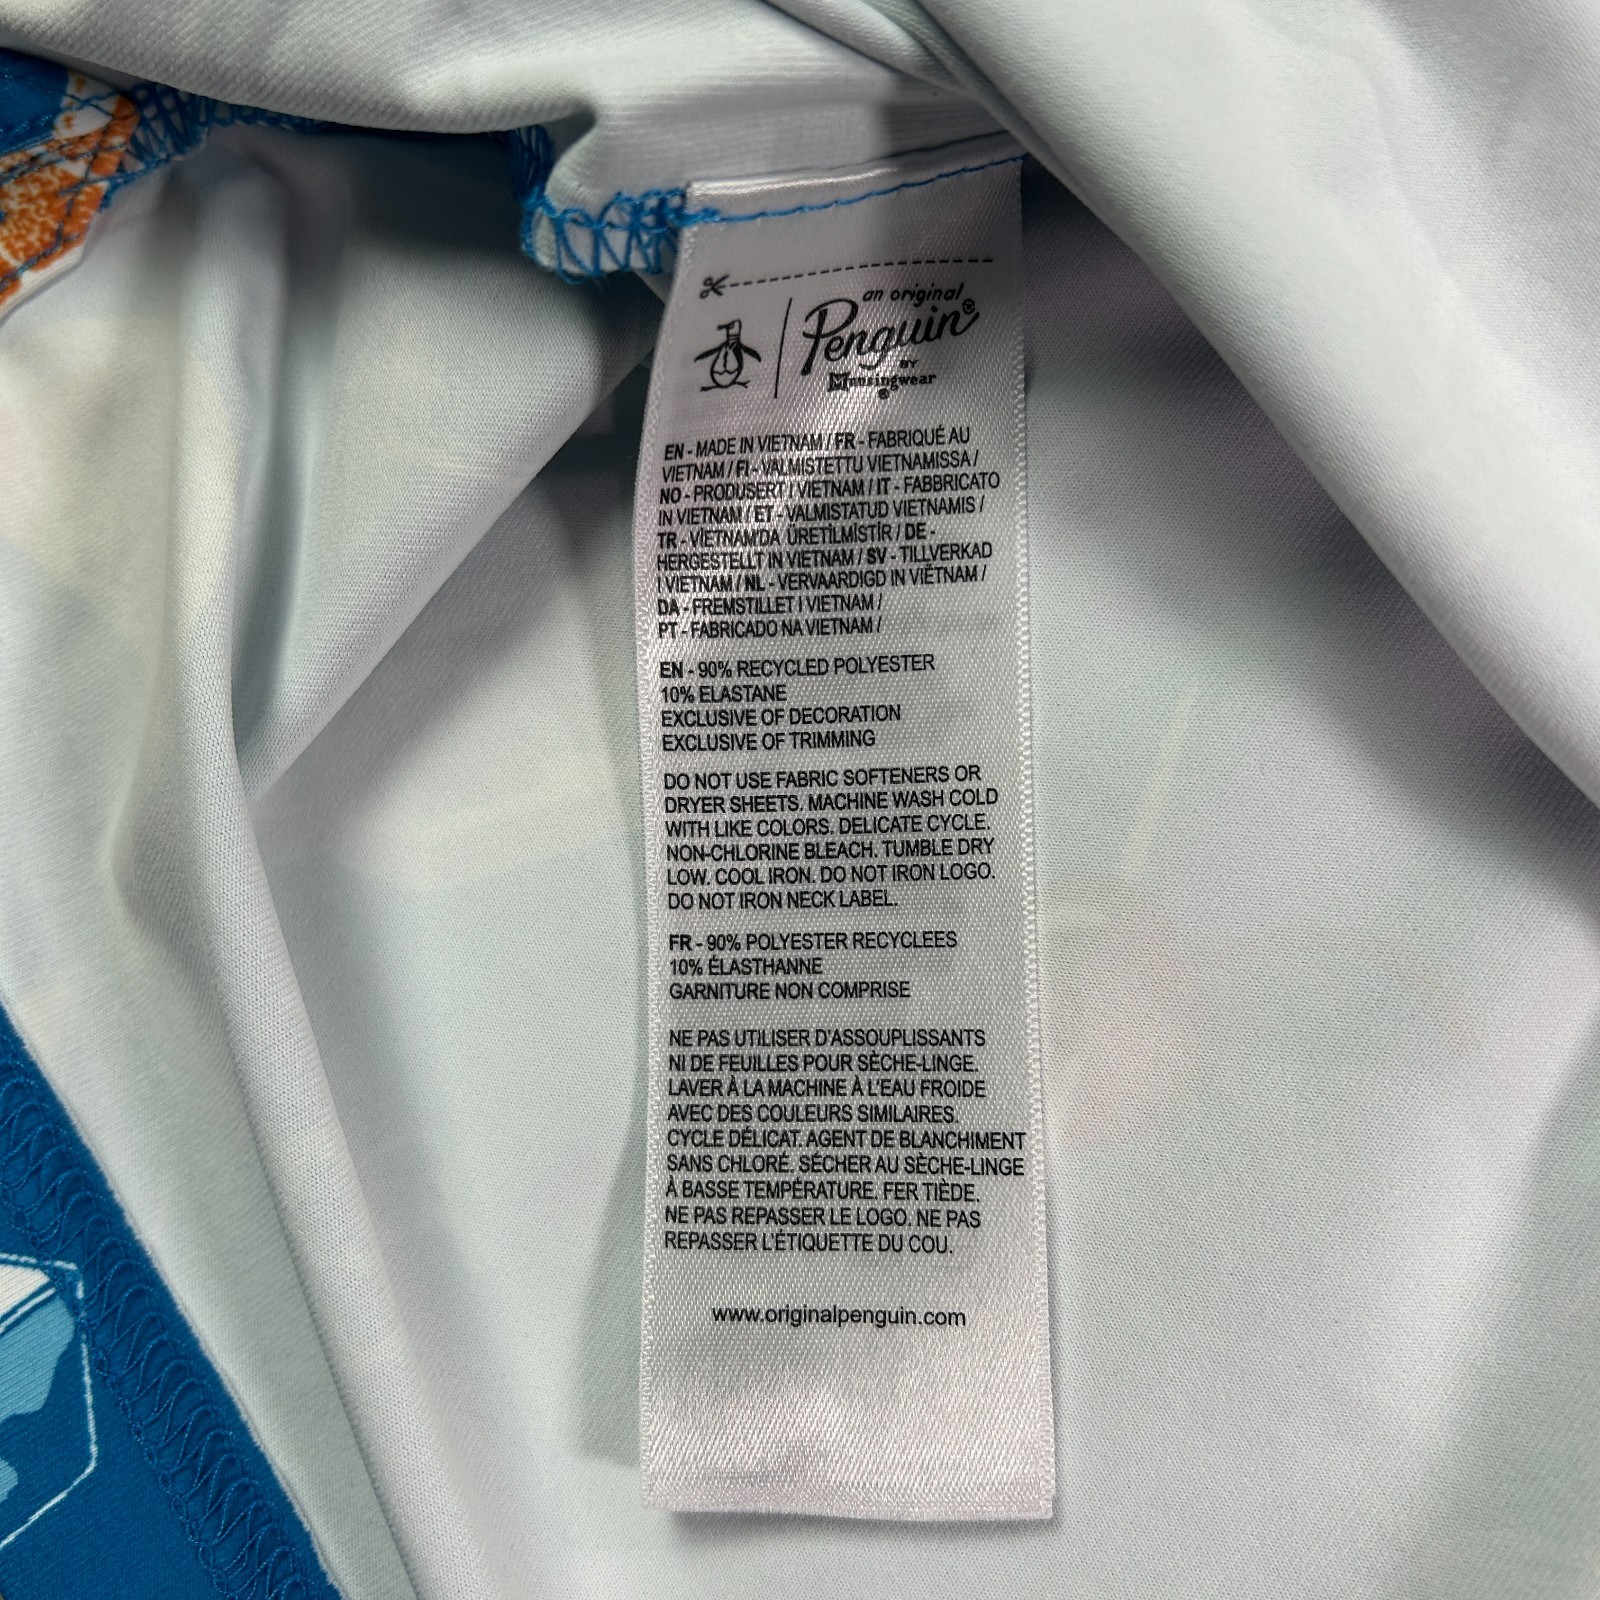 an original
Penguin®
BY
Munsingwear
®
EN - MADE IN VIETNAM / FR - FABRIQUÉ AU
VIETNAM / FI - VALMISTETTU VIETNAMISSA /
NO - PRODUSERT I VIETNAM / IT - FABBRICATO
IN VIETNAM / ET - VALMISTATUD VIETNAMIS /
TR - VİETNAM'DA ÜRETİLMİSTİR / DE -
HERGESTELLT IN VIETNAM / SV - TILLVERKAD
I VIETNAM / NL - VERVAARDIGD IN VIËTNAM /
DA - FREMSTILLET I VIETNAM /
PT - FABRICADO NA VIETNAM /
EN - 90% RECYCLED POLYESTER
10% ELASTANE
EXCLUSIVE OF DECORATION
EXCLUSIVE OF TRIMMING
DO NOT USE FABRIC SOFTENERS OR
DRYER SHEETS. MACHINE WASH COLD
WITH LIKE COLORS. DELICATE CYCLE.
NON-CHLORINE BLEACH. TUMBLE DRY
LOW. COOL IRON. DO NOT IRON LOGO.
DO NOT IRON NECK LABEL.
FR - 90% POLYESTER RECYCLEES
10% ÉLASTHANNE
GARNITURE NON COMPRISE
NE PAS UTILISER D'ASSOUPLISSANTS
NI DE FEUILLES POUR SÈCHE-LINGE.
LAVER À LA MACHINE À L'EAU FROIDE
AVEC DES COULEURS SIMILAIRES.
CYCLE DÉLICAT. AGENT DE BLANCHIMENT
SANS CHLORÉ. SÉCHER AU SÈCHE-LINGE
À BASSE TEMPÉRATURE. FER TIÈDE.
NE PAS REPASSER LE LOGO. NE PAS
REPASSER L'ÉTIQUETTE DU COU.
www.originalpenguin.com